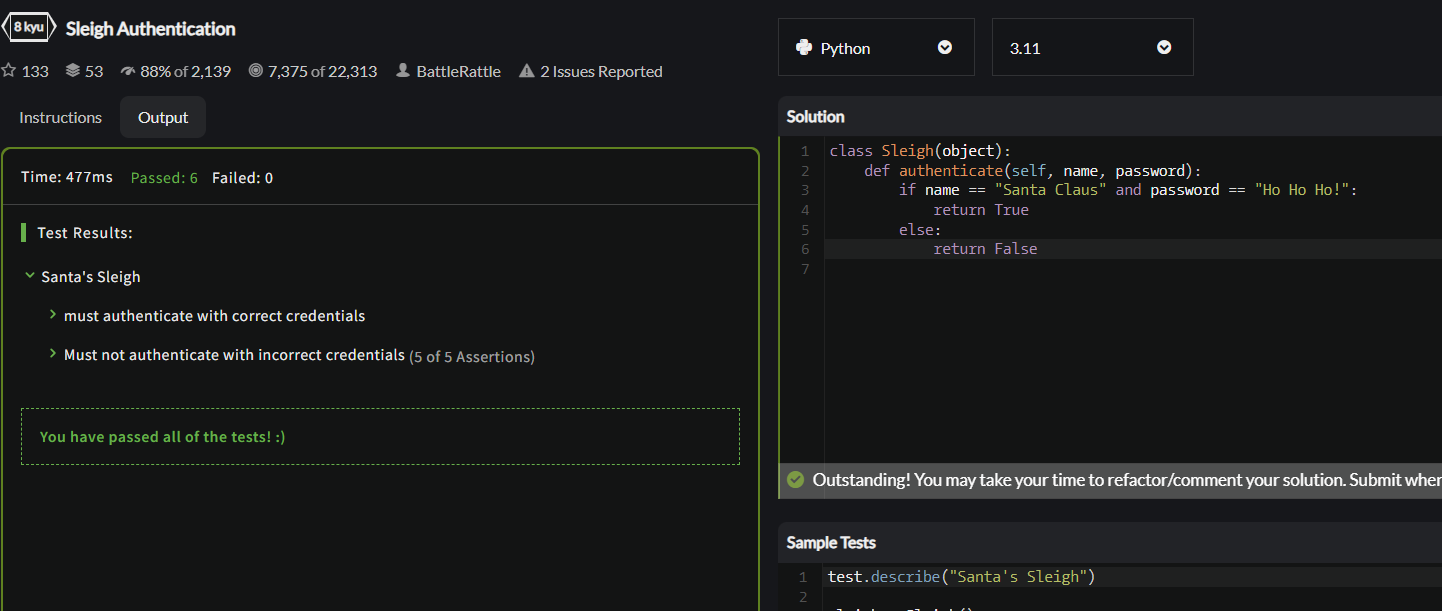 8 kyu Sleigh Authentication
133 53 88% of 2,139 7,375 of 22,313 BattleRattle 2 Issues Reported
Instructions Output
Time: 477ms Passed: 6 Failed: 0
Test Results:
Santa's Sleigh
must authenticate with correct credentials
Must not authenticate with incorrect credentials (5 of 5 Assertions)
You have passed all of the tests! :)
Python 3.11
Solution
1 class Sleigh(object):
2     def authenticate(self, name, password):
3         if name == "Santa Claus" and password == "Ho Ho Ho!":
4             return True
5         else:
6             return False
7
Outstanding! You may take your time to refactor/comment your solution. Submit when
Sample Tests
1 test.describe("Santa's Sleigh")
2